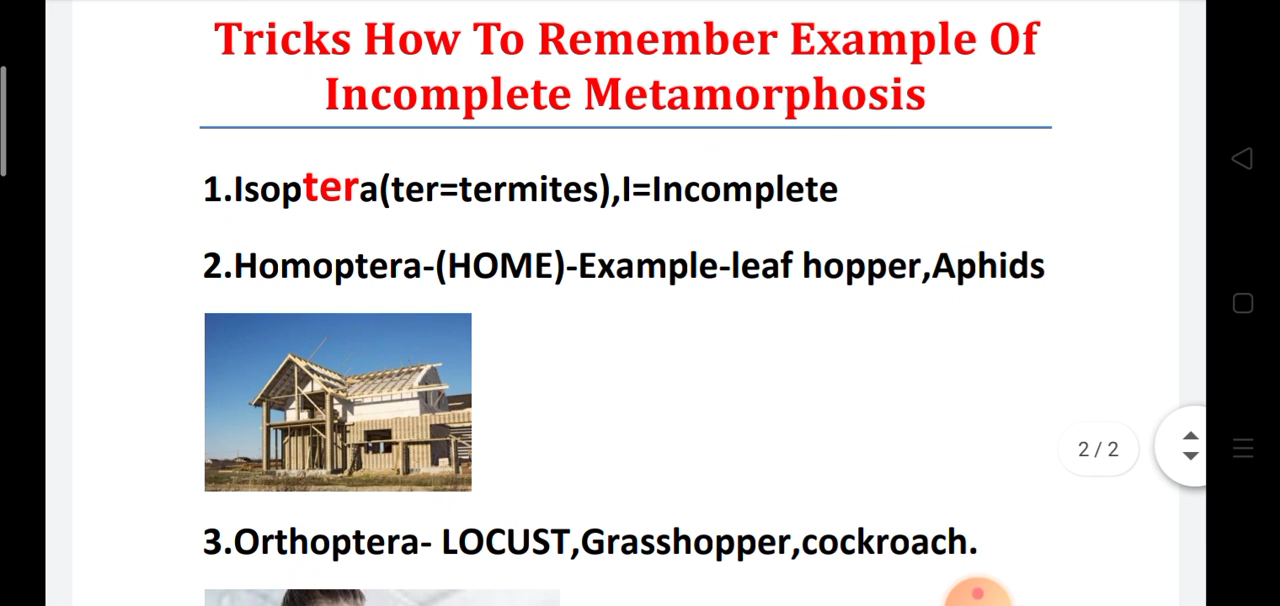 Tricks How To Remember Example Of
Incomplete Metamorphosis
1.Isoptera(ter=termites),I=Incomplete
2.Homoptera-(HOME)-Example-leaf hopper,Aphids
2 / 2
3.Orthoptera- LOCUST,Grasshopper,cockroach.